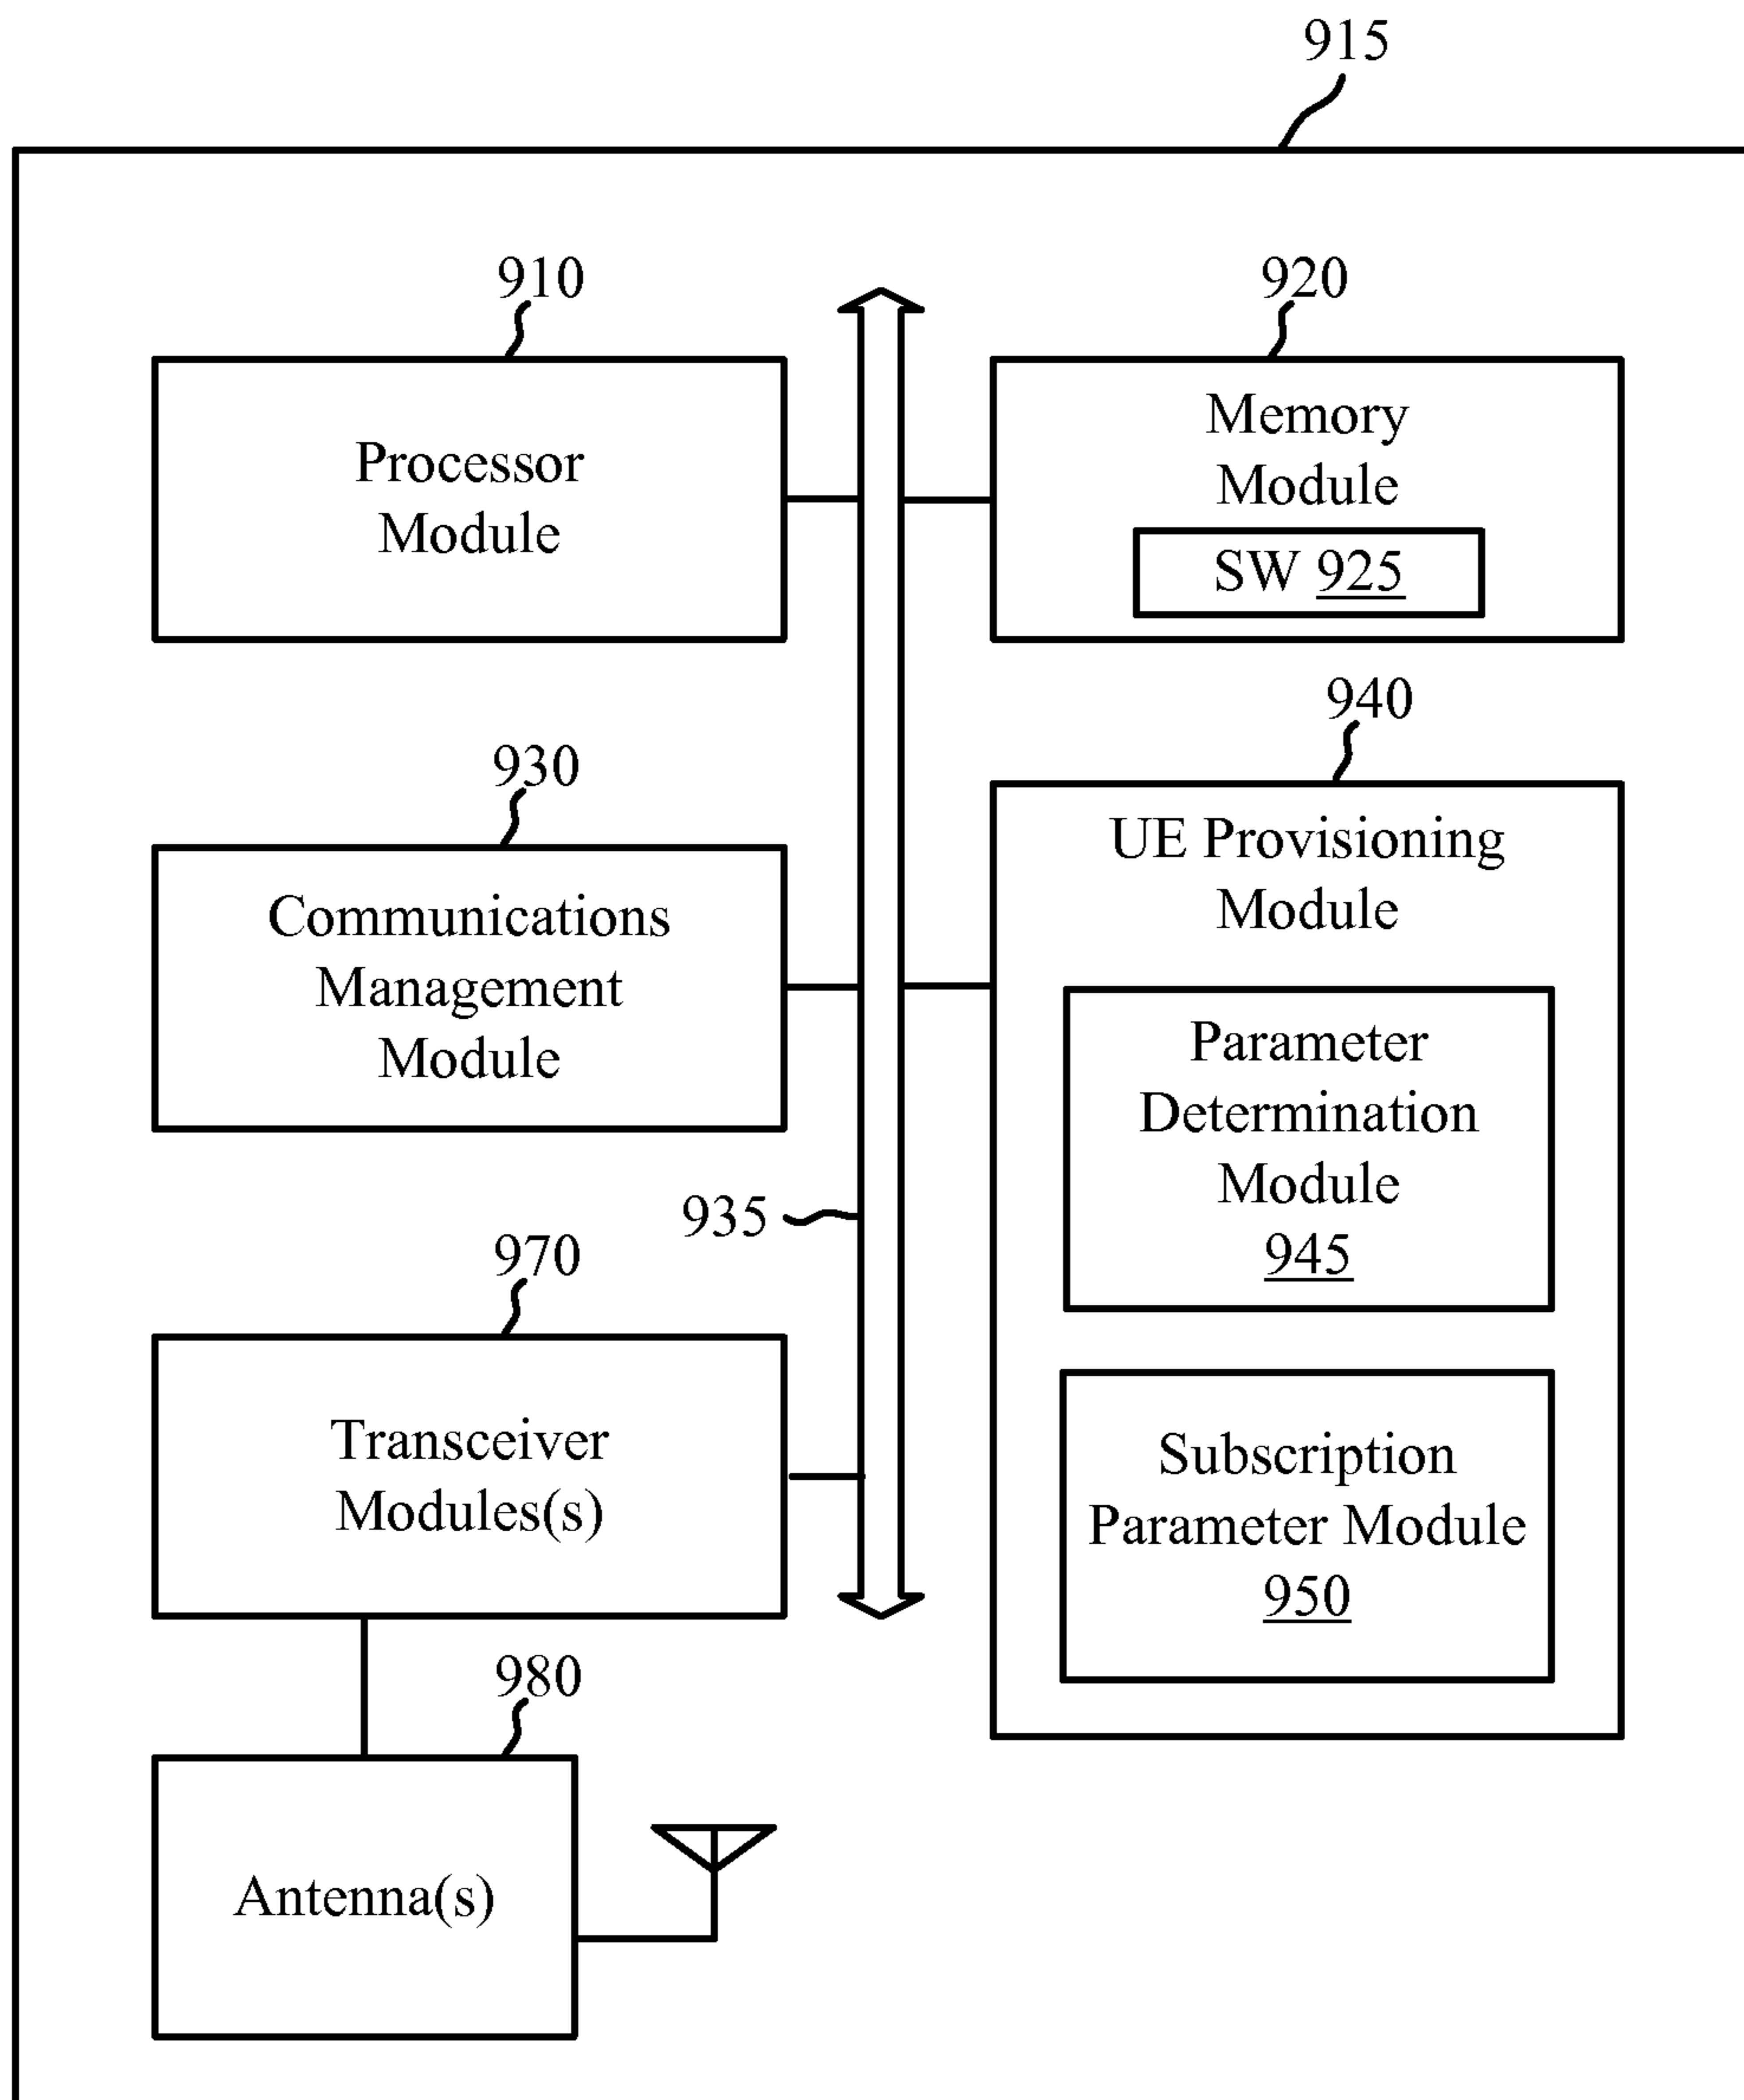 915
910
Processor
Module
920
Memory
Module
SW 925
930
Communications
Management
Module
940
UE Provisioning
Module
Parameter
Determination
Module
945
935
970
Transceiver
Modules(s)
Subscription
Parameter Module
950
980
Antenna(s)